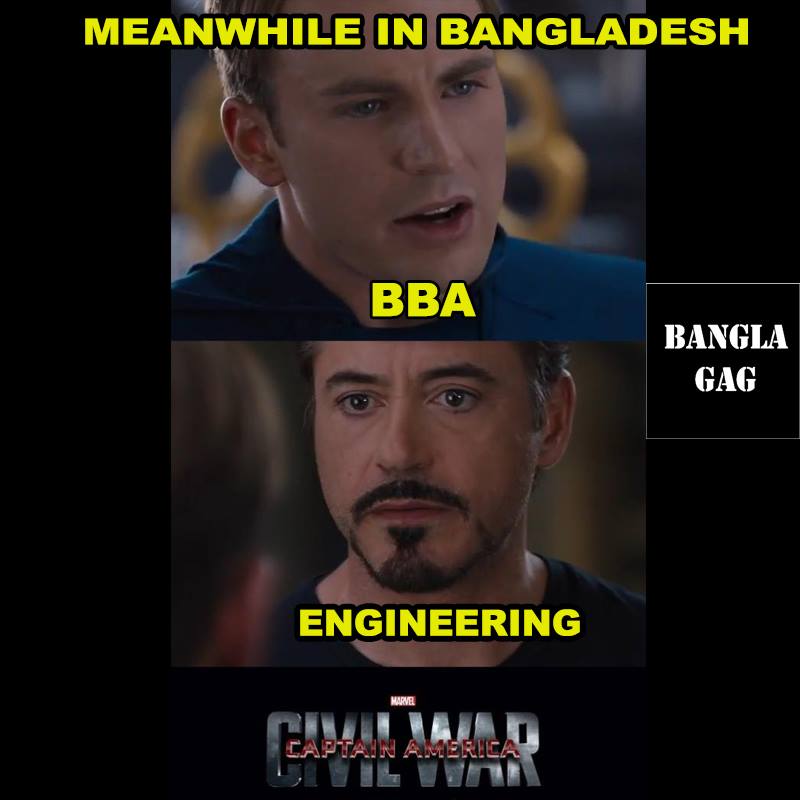 MEANWHILE IN BANGLADESH
BBA
BANGLA
GAG
ENGINEERING
MARVEL
CIVIL WAR
CAPTAIN AMERICA